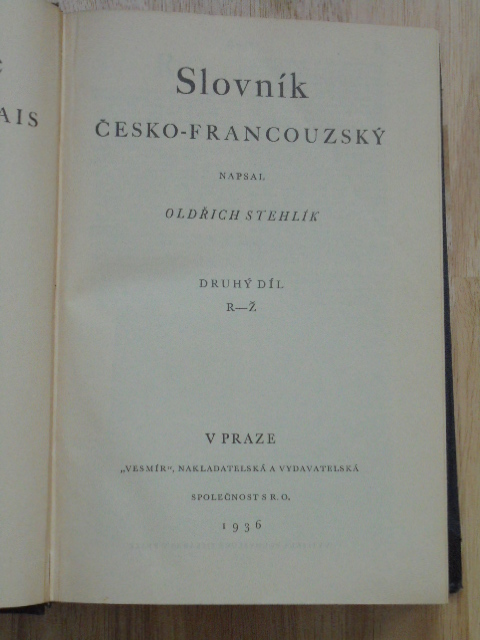 AIS
Slovník
ČESKO-FRANCOUZSKÝ
NAPSAL
OLDŘICH STEHLÍK
DRUHÝ DÍL
R—Ž
V PRAZE
„VESMÍR“, NAKLADATELSKÁ A VYDAVATELSKÁ
SPOLEČNOST S R. O.
1936